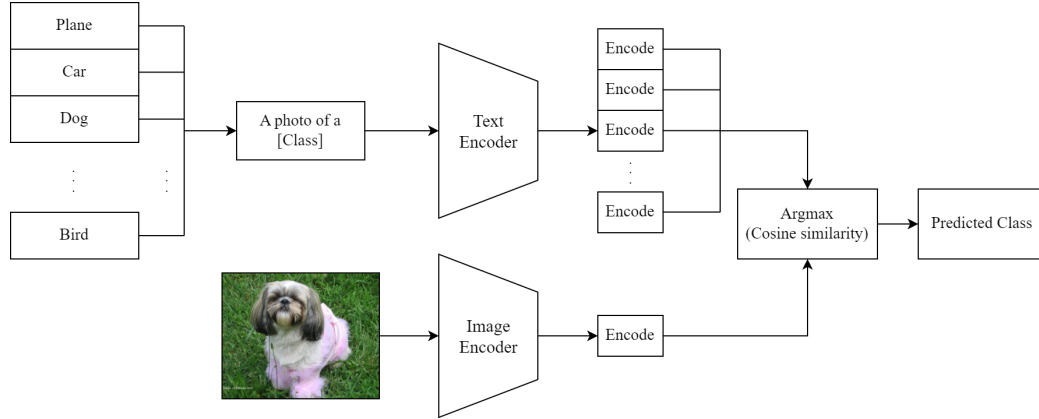 Plane
Car
Dog
Bird
A photo of a
[Class]
Text
Encoder
Encode
Encode
Encode
Encode
Image
Encoder
Encode
Argmax
(Cosine similarity)
Predicted Class